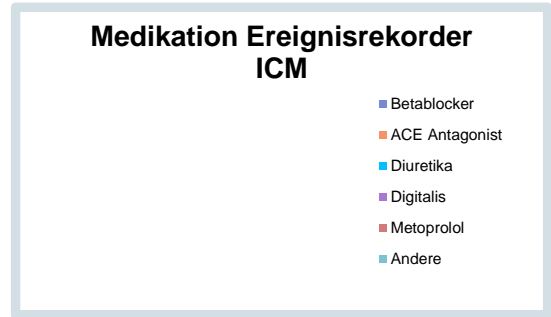 Medikation Ereignisrekorder
ICM
Betablocker
ACE Antagonist
Diuretika
Digitalis
Metoprolol
Andere